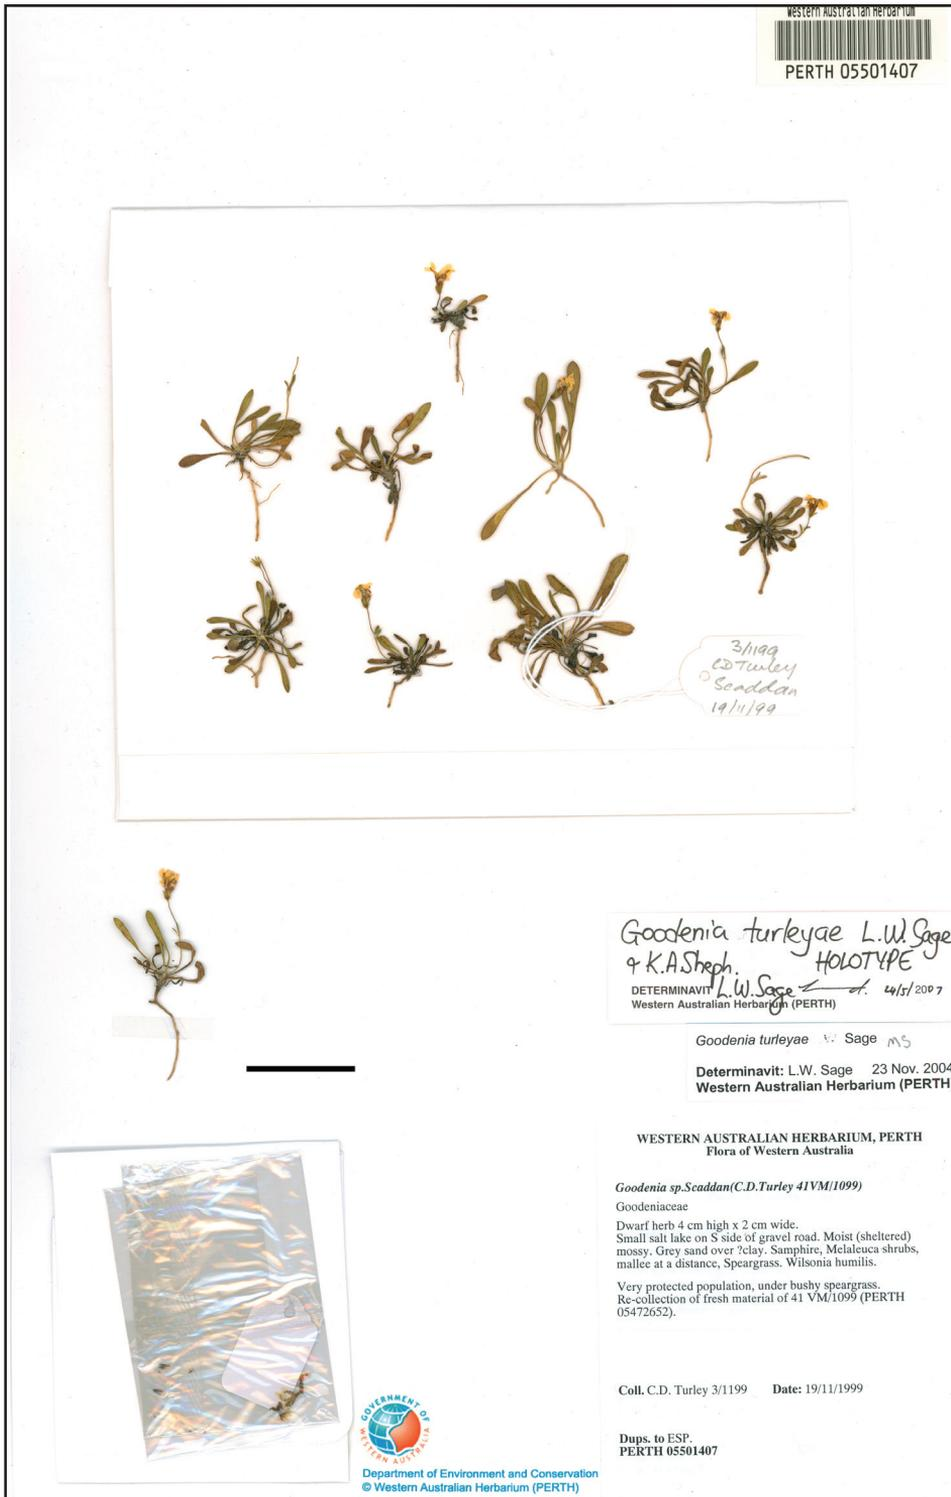 Western Australian Herbarium
PERTH 05501407
3/1199
CD Turley
Scaddan
19/11/99
Goodenia turleyae L.W. Sage
& K.A. Sheph. HOLOTYPE
DETERMINAVIT L.W. Sage 24/5/2007
Western Australian Herbarium (PERTH)
Goodenia turleyae Sage MS
Determinavit: L.W. Sage 23 Nov. 2004
Western Australian Herbarium (PERTH
WESTERN AUSTRALIAN HERBARIUM, PERTH
Flora of Western Australia
Goodenia sp.Scaddan(C.D.Turley 41VM/1099)
Goodeniaceae
Dwarf herb 4 cm high x 2 cm wide.
Small salt lake on S side of gravel road. Moist (sheltered)
mossy. Grey sand over ?clay. Samphire, Melaleuca shrubs,
mallee at a distance, Speargrass. Wilsonia humilis.
Very protected population, under bushy speargrass.
Re-collection of fresh material of 41 VM/1099 (PERTH
05472652).
Coll. C.D. Turley 3/1199 Date: 19/11/1999
Dups. to ESP.
PERTH 05501407
GOVERNMENT OF
WESTERN AUSTRALIA
Department of Environment and Conservation
© Western Australian Herbarium (PERTH)